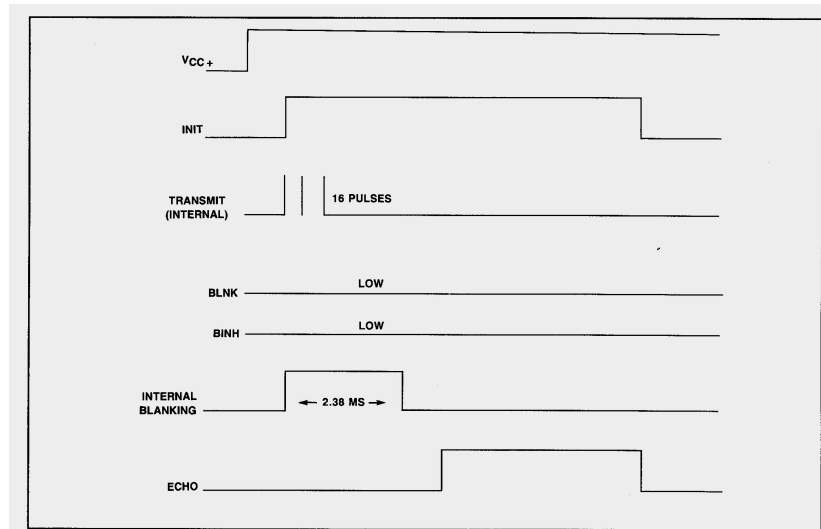 VCC +
INIT
TRANSMIT
(INTERNAL)
16 PULSES
BLNK
LOW
BINH
LOW
INTERNAL
BLANKING
2.38 MS
ECHO